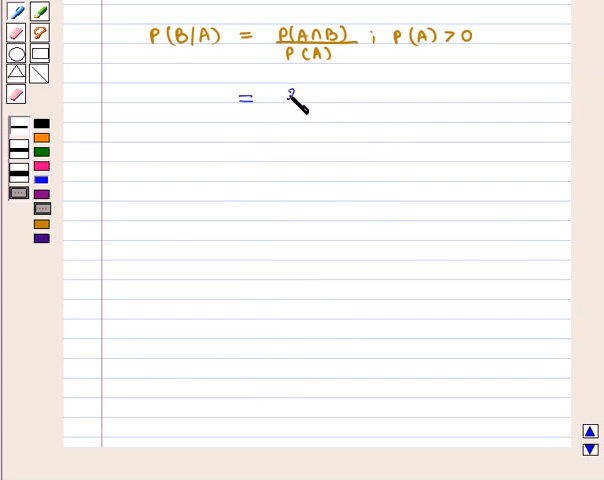 P(B/A) = P(A∩B)/P(A) ; P(A) > 0
=